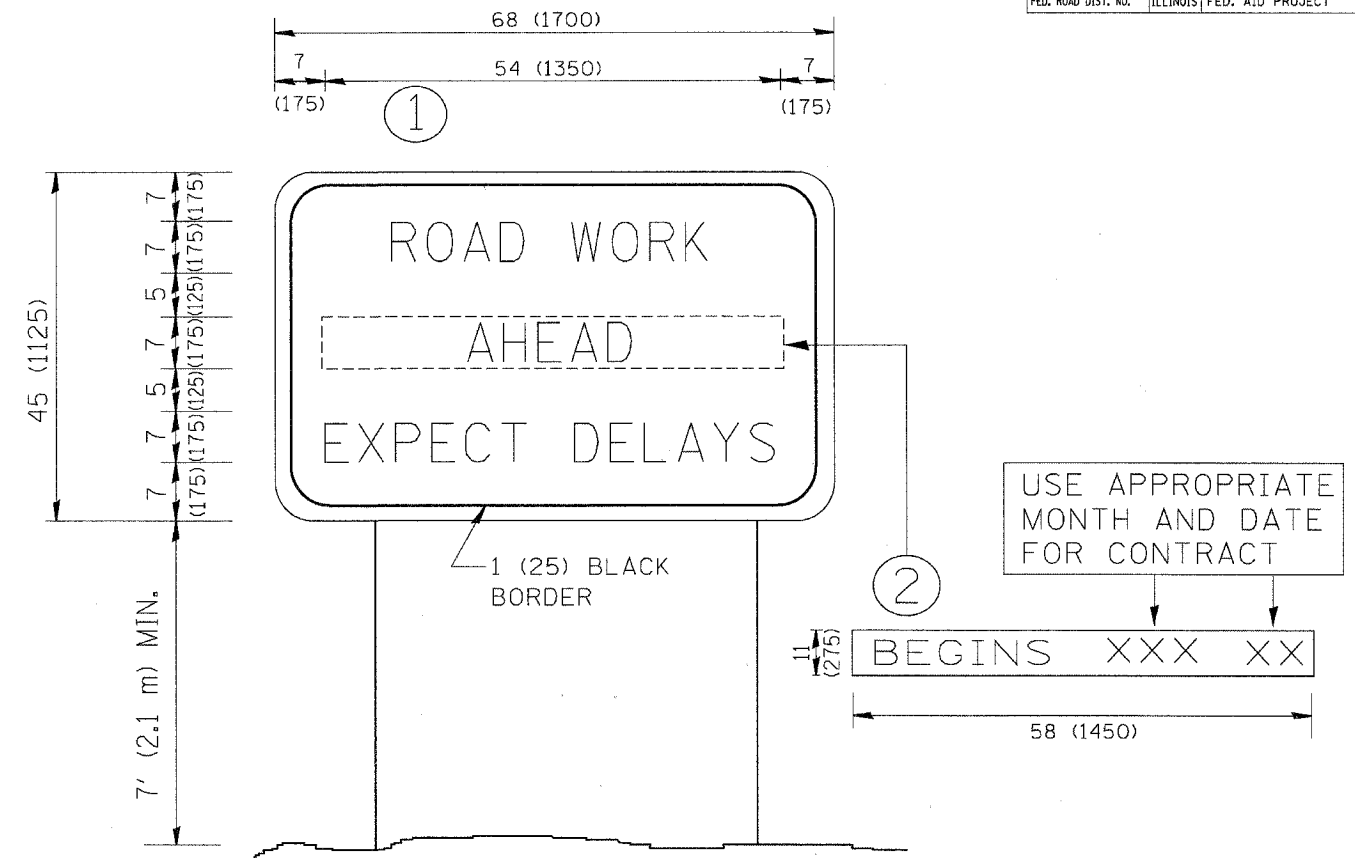 FED. ROAD DIST. NO. ILLINOIS FED. AID PROJECT
68 (1700)
7 54 (1350) 7
(175) (175)
1
45 (1125)
7 (175)
7 (175)
5 (125)
7 (175)
5 (125)
7 (175)
7 (175)
ROAD WORK
AHEAD
EXPECT DELAYS
1 (25) BLACK
BORDER
7' (2.1 m) MIN.
USE APPROPRIATE
MONTH AND DATE
FOR CONTRACT
2
11
(275)
BEGINS XXX XX
58 (1450)